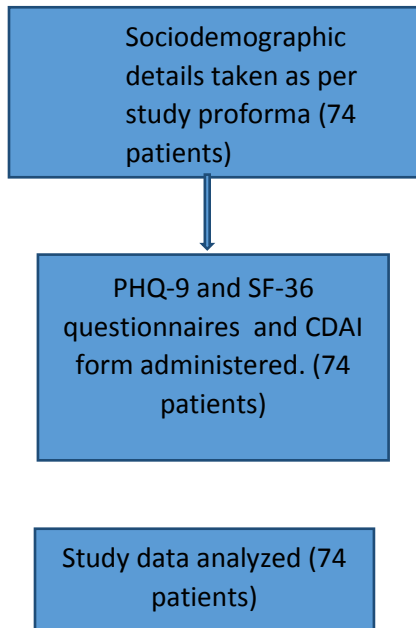 Sociodemographic
details taken as per
study proforma (74
patients)
PHQ-9 and SF-36
questionnaires and CDAI
form administered. (74
patients)
Study data analyzed (74
patients)